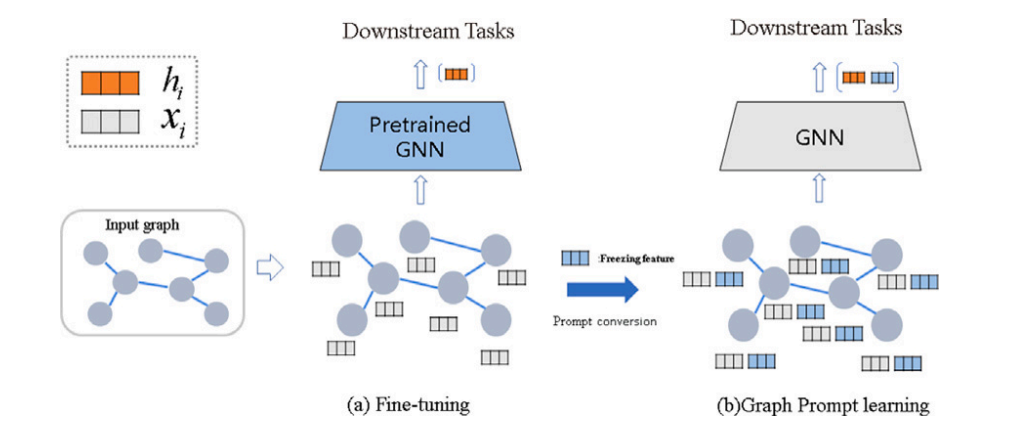 Downstream Tasks
Downstream Tasks
h_i
x_i
Pretrained
GNN
GNN
Input graph
:Freezing feature
Prompt conversion
(a) Fine-tuning
(b)Graph Prompt learning